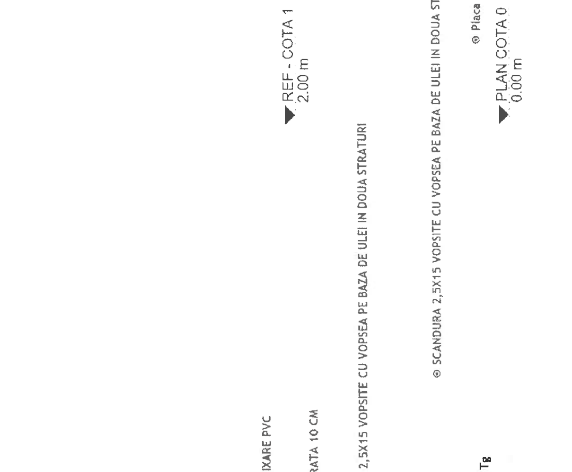 IXARE PVC
REF - COTA 1
2.00 m
RATA 10 CM
2,5X15 VOPSITE CU VOPSEA PE BAZA DE ULEI IN DOUA STRATURI
SCANDURA 2,5X15 VOPSITE CU VOPSEA PE BAZA DE ULEI IN DOUA ST
Placa
Tg
PLAN COTA 0
0.00 m